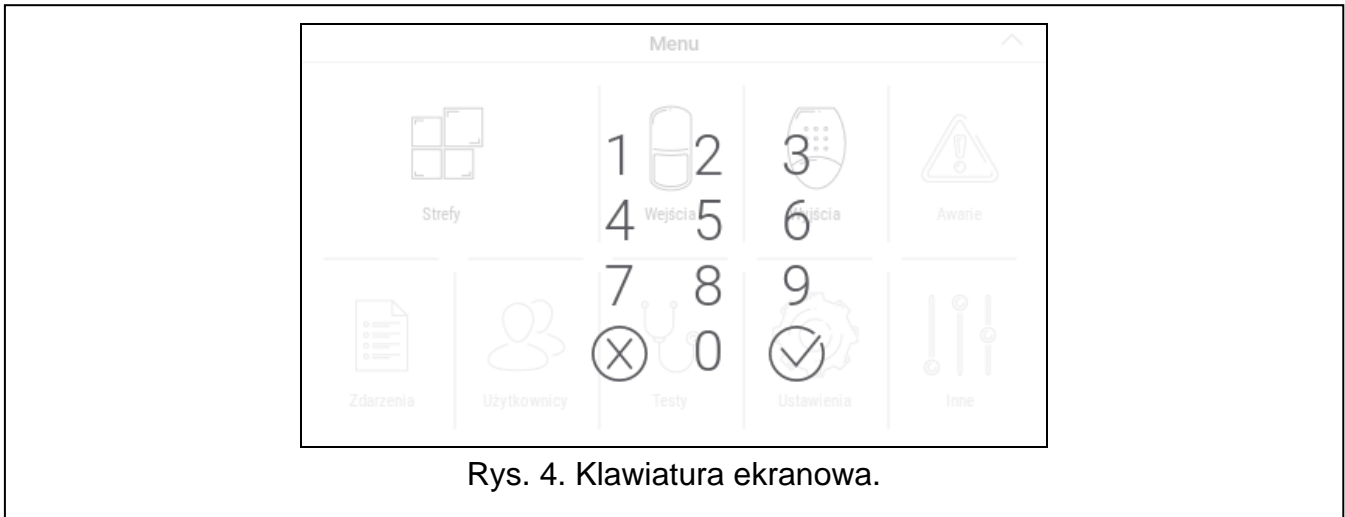 Menu
1 2 3
Strefy Wejścia Wyjścia Awarie
4 5 6
7 8 9
0
Zdarzenia Użytkownicy Testy Ustawienia Inne
Rys. 4. Klawiatura ekranowa.